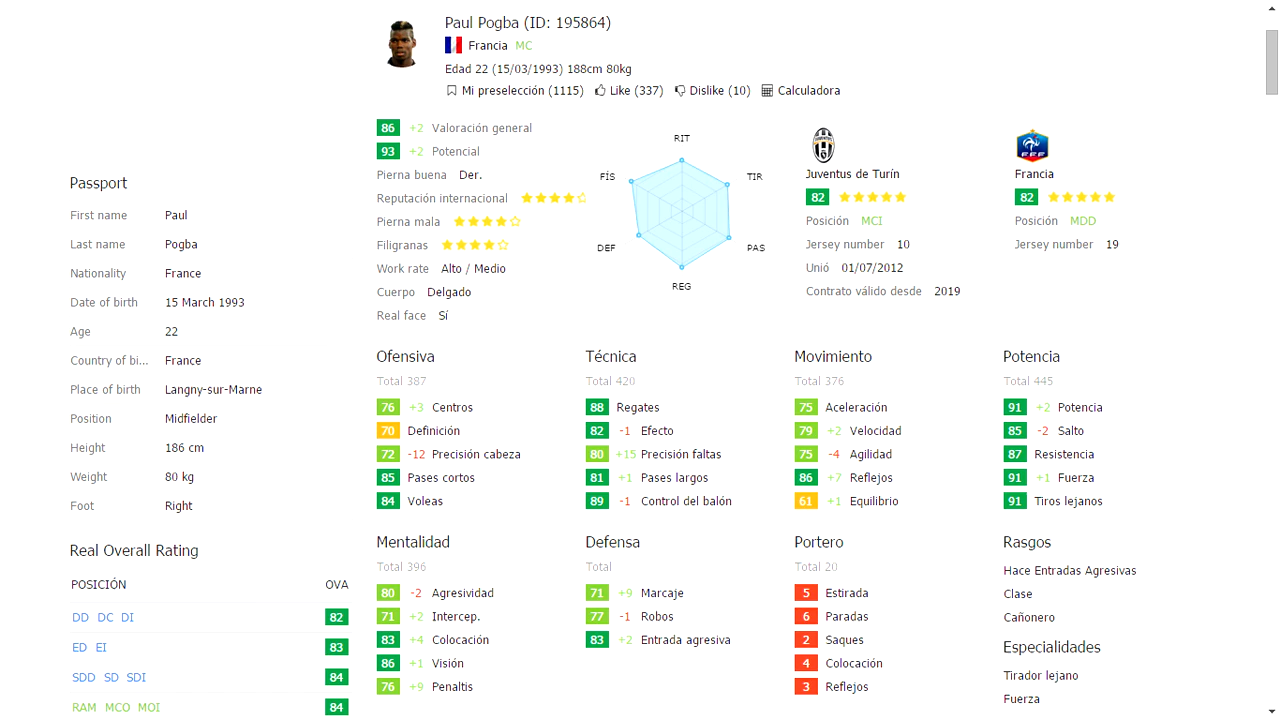 Paul Pogba (ID: 195864)
Francia MC
Edad 22 (15/03/1993) 188cm 80kg
Mi preselección (1115) Like (337) Dislike (10) Calculadora
86 +2 Valoración general
93 +2 Potencial
Pierna buena Der.
Reputación internacional
Pierna mala
Filigranas
Work rate Alto / Medio
Cuerpo Delgado
Real face Sí
RIT
TIR
PAS
REG
DEF
FÍS
Juventus de Turín
82
Posición MCI
Jersey number 10
Unió 01/07/2012
Contrato válido desde 2019
Francia
82
Posición MDD
Jersey number 19
Passport
First name Paul
Last name Pogba
Nationality France
Date of birth 15 March 1993
Age 22
Country of bi... France
Place of birth Langny-sur-Marne
Position Midfielder
Height 186 cm
Weight 80 kg
Foot Right
Real Overall Rating
POSICIÓN OVA
DD DC DI 82
ED EI 83
SDD SD SDI 84
RAM MCO MOI 84
Ofensiva
Total 387
76 +3 Centros
70 Definición
72 -12 Precisión cabeza
85 Pases cortos
84 Voleas
Técnica
Total 420
88 Regates
82 -1 Efecto
80 +15 Precisión faltas
81 +1 Pases largos
89 -1 Control del balón
Movimiento
Total 376
75 Aceleración
79 +2 Velocidad
75 -4 Agilidad
86 +7 Reflejos
61 +1 Equilibrio
Potencia
Total 445
91 +2 Potencia
85 -2 Salto
87 Resistencia
91 +1 Fuerza
91 Tiros lejanos
Mentalidad
Total 396
80 -2 Agresividad
71 +2 Intercep.
83 +4 Colocación
86 +1 Visión
76 +9 Penaltis
Defensa
Total
71 +9 Marcaje
77 -1 Robos
83 +2 Entrada agresiva
Portero
Total 20
5 Estirada
6 Paradas
2 Saques
4 Colocación
3 Reflejos
Rasgos
Hace Entradas Agresivas
Clase
Cañonero
Especialidades
Tirador lejano
Fuerza